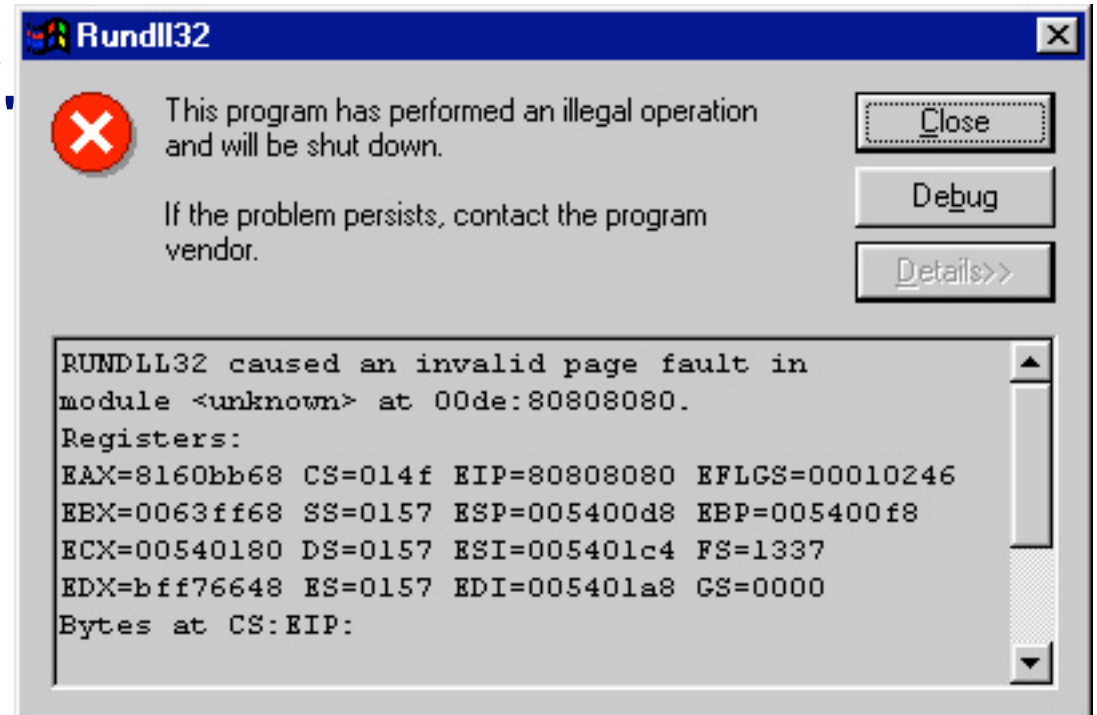 Rundll32
This program has performed an illegal operation
and will be shut down.
If the problem persists, contact the program
vendor.
Close
Debug
Details>>
RUNDLL32 caused an invalid page fault in
module <unknown> at 00de:80808080.
Registers:
EAX=8160bb68 CS=014f EIP=80808080 EFLGS=00010246
EBX=0063ff68 SS=0157 ESP=005400d8 EBP=005400f8
ECX=00540180 DS=0157 ESI=005401c4 FS=1337
EDX=bff76648 ES=0157 EDI=005401a8 GS=0000
Bytes at CS:EIP: